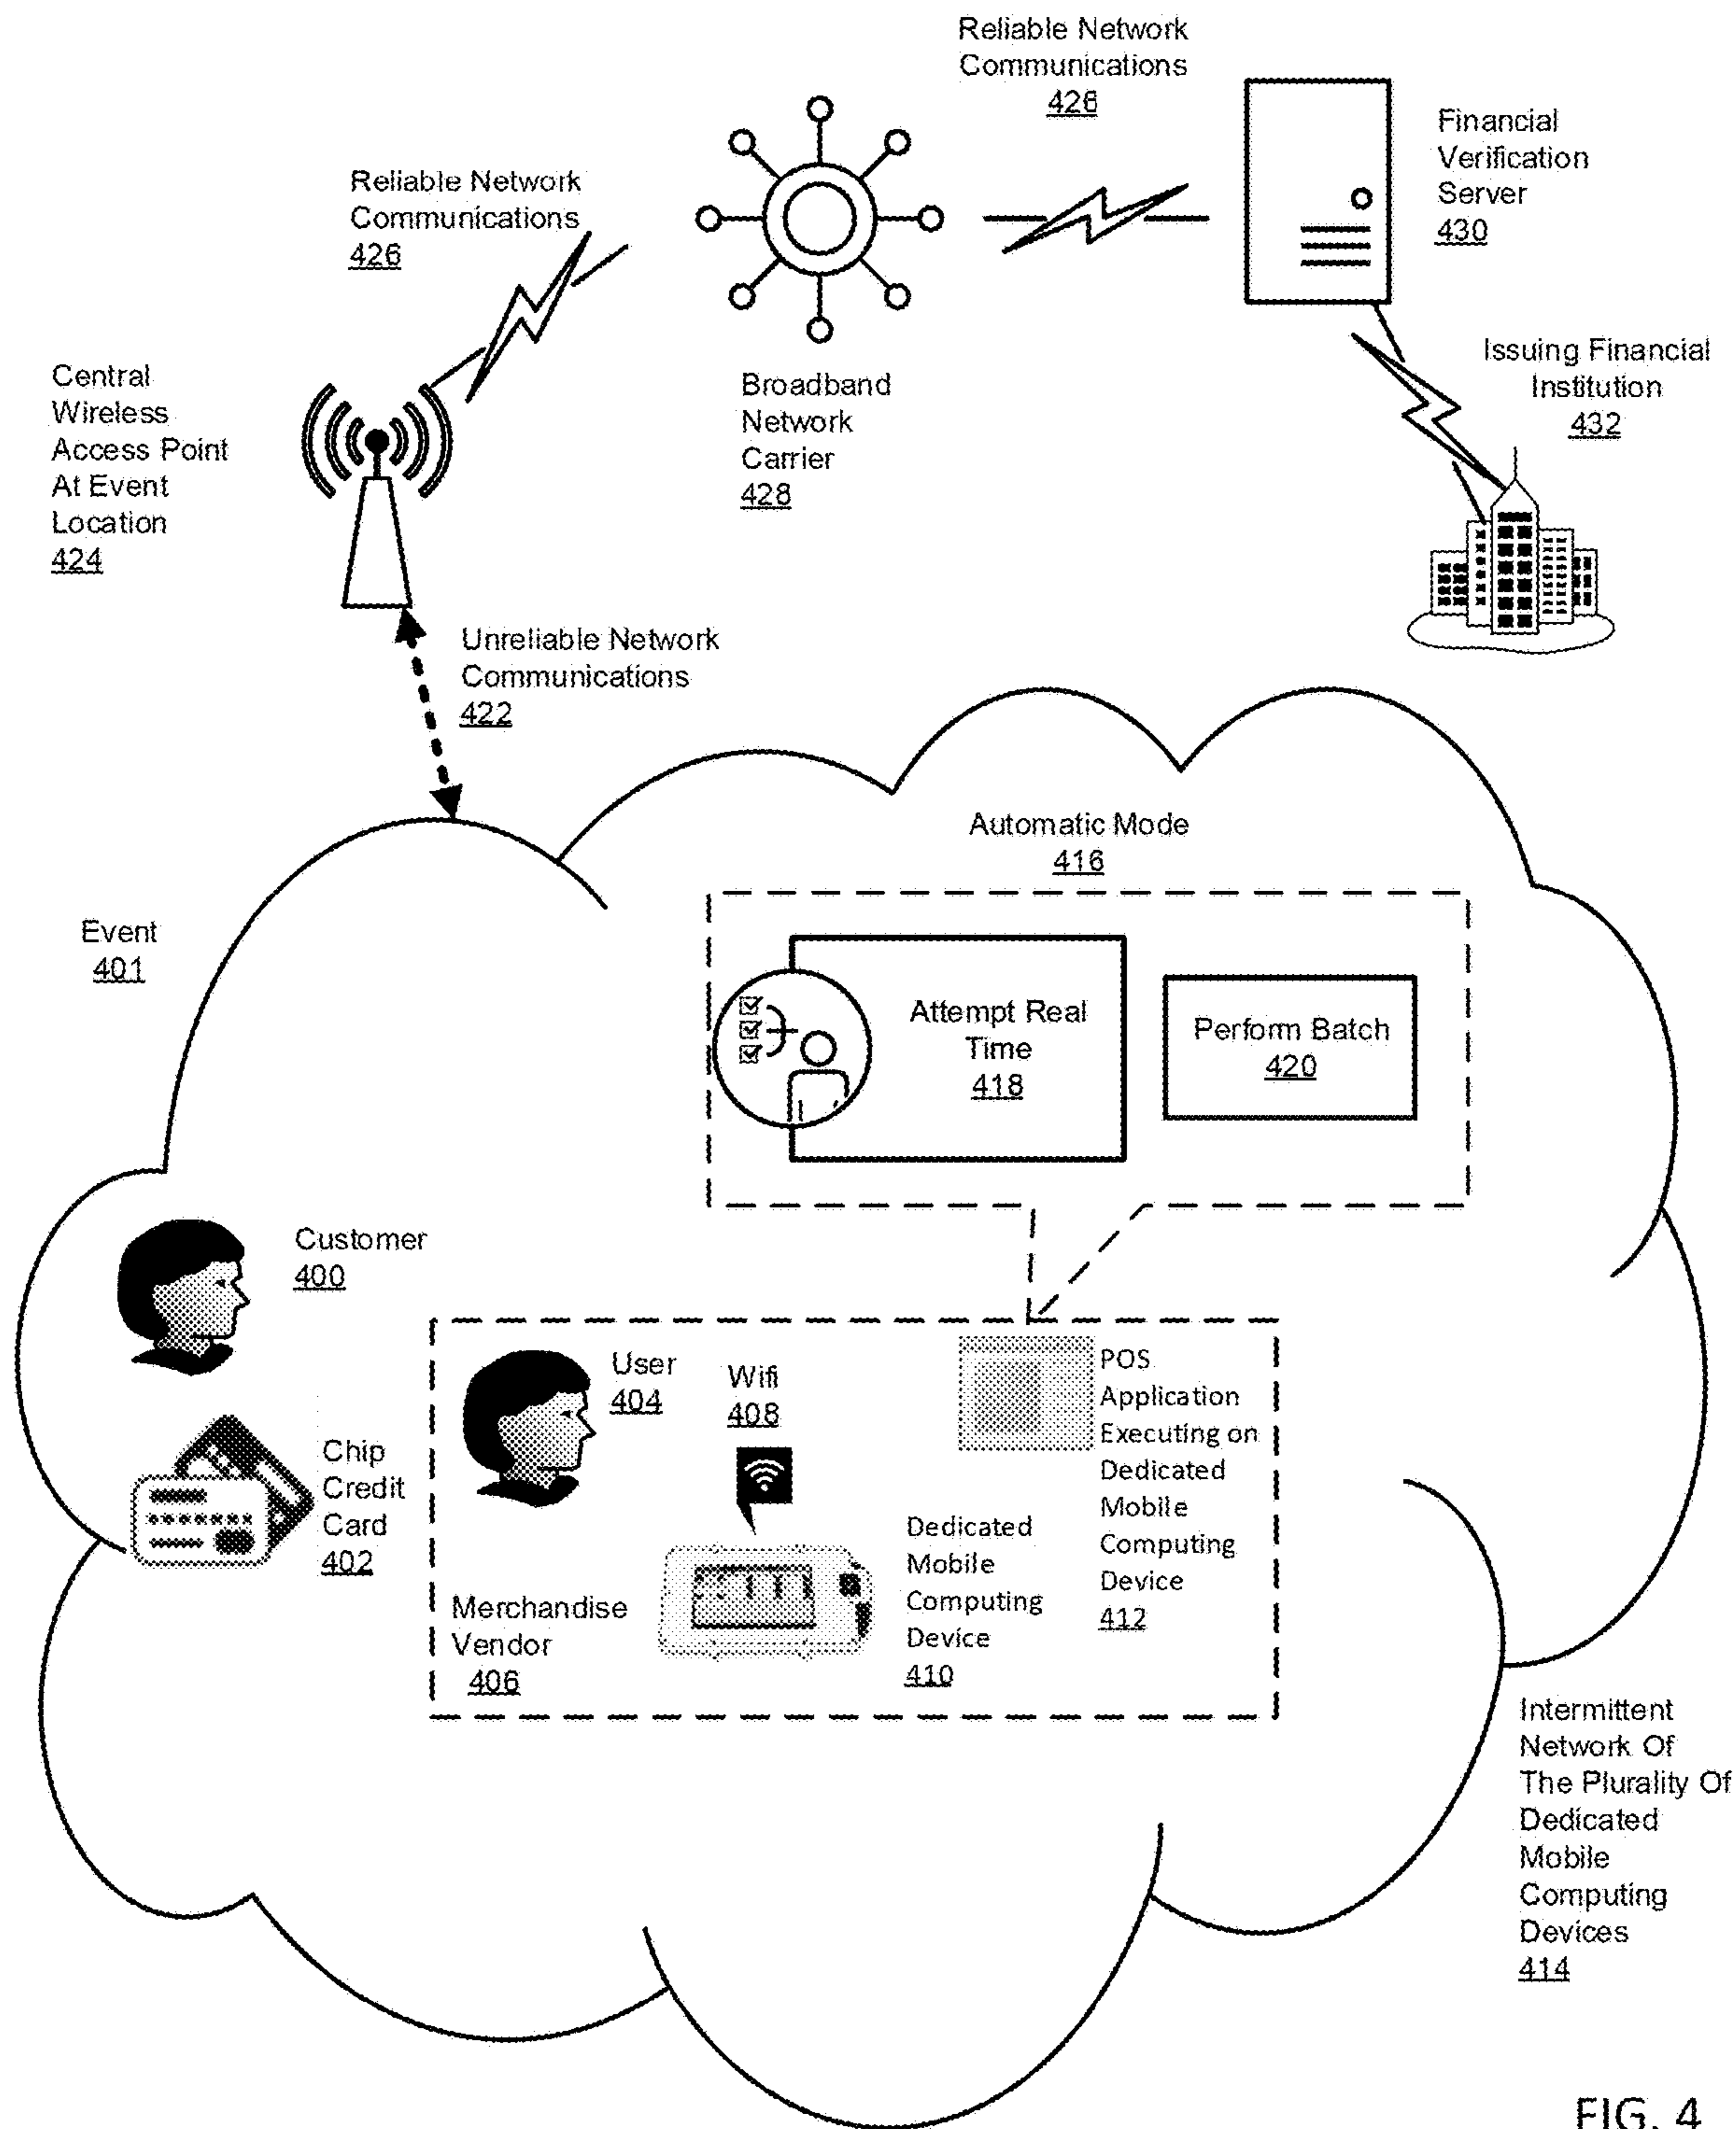 Reliable Network
Communications
426
Financial
Verification
Server
430
Reliable Network
Communications
426
Issuing Financial
Institution
432
Central
Wireless
Access Point
At Event
Location
424
Broadband
Network
Carrier
428
Unreliable Network
Communications
422
Automatic Mode
416
Event
401
Attempt Real
Time
418
Perform Batch
420
Customer
400
User
404
Wifi
408
POS
Application
Executing on
Dedicated
Mobile
Computing
Device
412
Chip
Credit
Card
402
Dedicated
Mobile
Computing
Device
410
Merchandise
Vendor
406
Intermittent
Network Of
The Plurality Of
Dedicated
Mobile
Computing
Devices
414
FIG. 4